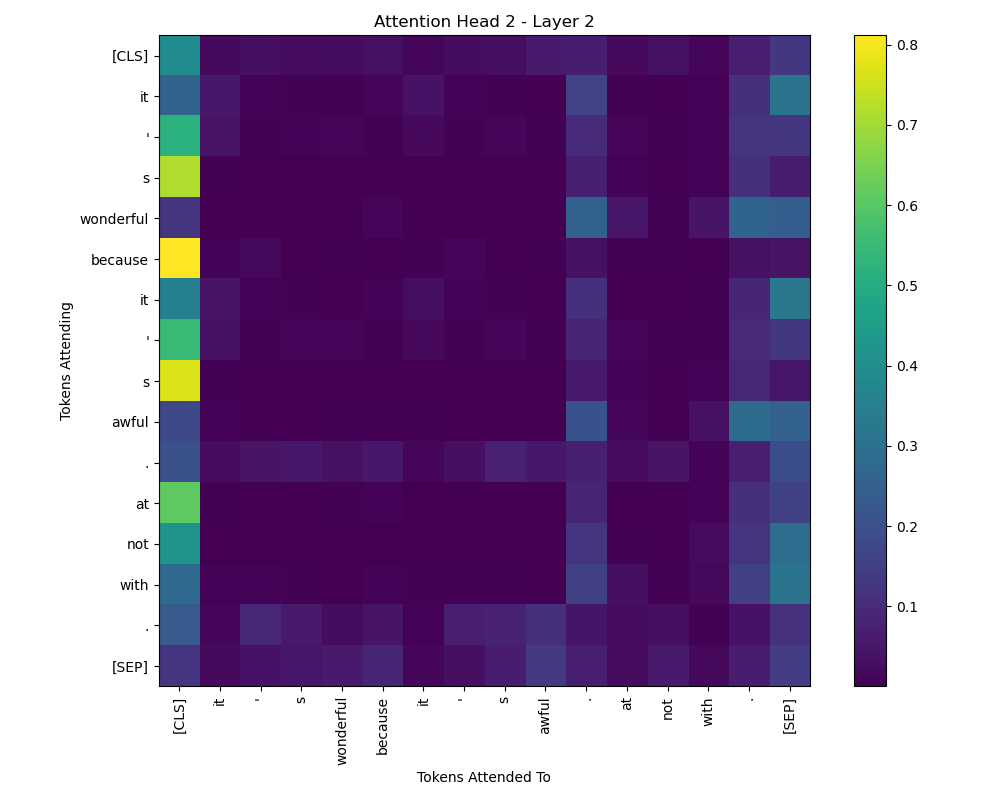 Attention Head 2 - Layer 2
[CLS]
it
'
s
wonderful
because
it
'
s
awful
.
at
not
with
.
[SEP]
Tokens Attending
[CLS]
it
'
s
wonderful
because
it
'
s
awful
.
at
not
with
.
[SEP]
Tokens Attended To
0.8
0.7
0.6
0.5
0.4
0.3
0.2
0.1